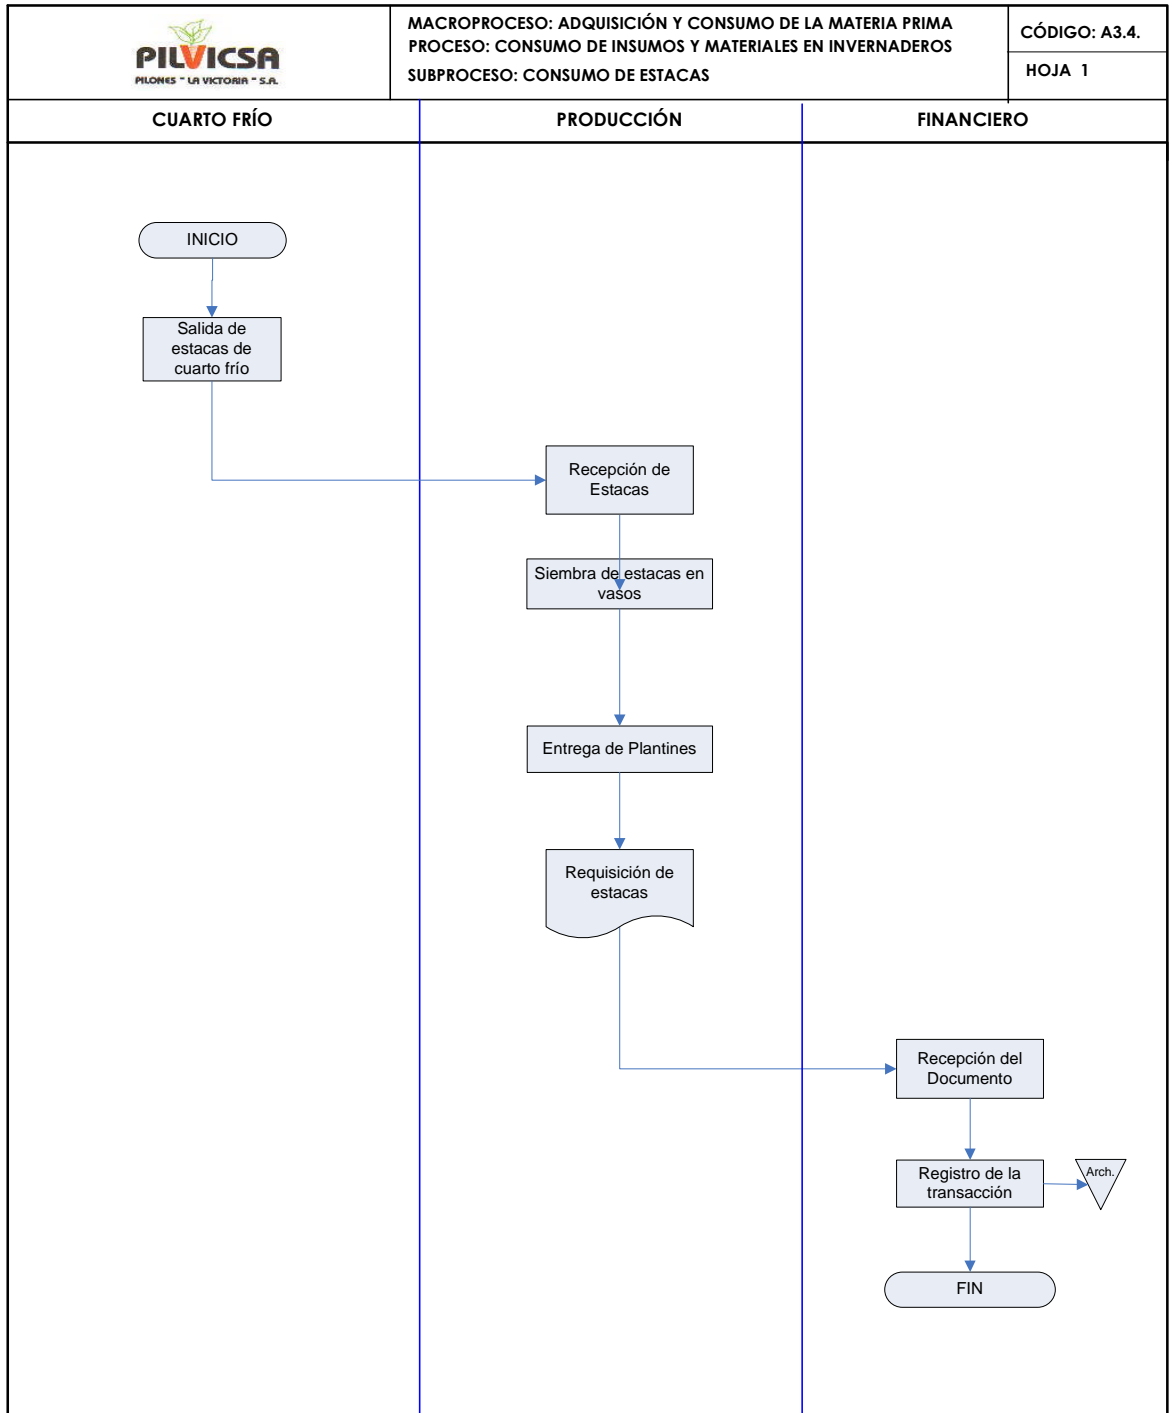 PILVICSA
PILONES " LA VICTORIA " S.A.
MACROPROCESO: ADQUISICIÓN Y CONSUMO DE LA MATERIA PRIMA
PROCESO: CONSUMO DE INSUMOS Y MATERIALES EN INVERNADEROS
SUBPROCESO: CONSUMO DE ESTACAS
CÓDIGO: A3.4.
HOJA 1
CUARTO FRÍO
PRODUCCIÓN
FINANCIERO
INICIO
Salida de
estacas de
cuarto frío
Recepción de
Estacas
Siembra de estacas en
vasos
Entrega de Plantines
Requisición de
estacas
Recepción del
Documento
Registro de la
transacción
Arch.
FIN